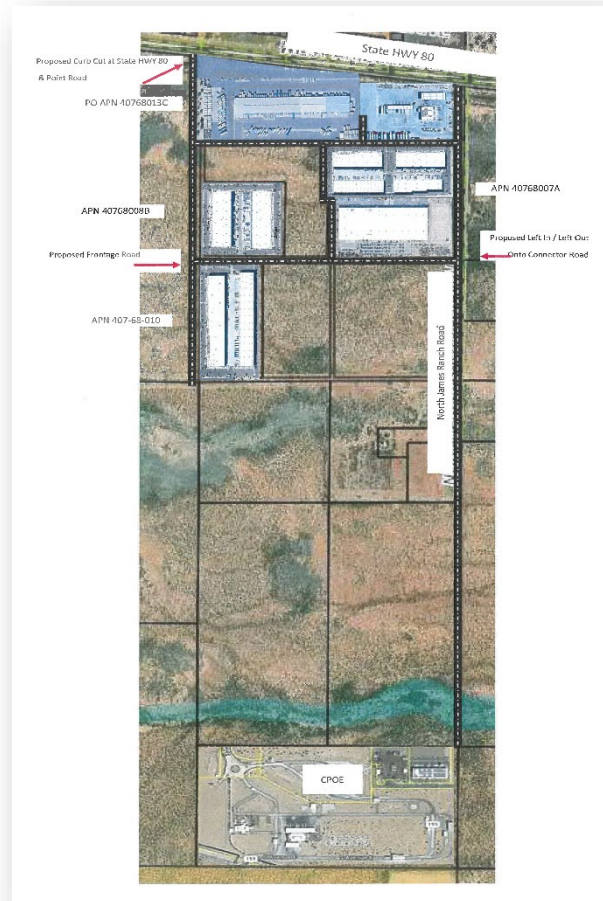 State HWY 80
Proposed Curb Cut at State HWY 80
& Point Road
PO APN 40768013C
APN 40768007A
APN 40768008B
Proposed Left In / Left Out
Onto Connector Road
Proposed Frontage Road
North James Ranch Road
APN 407-68-010
CPOE